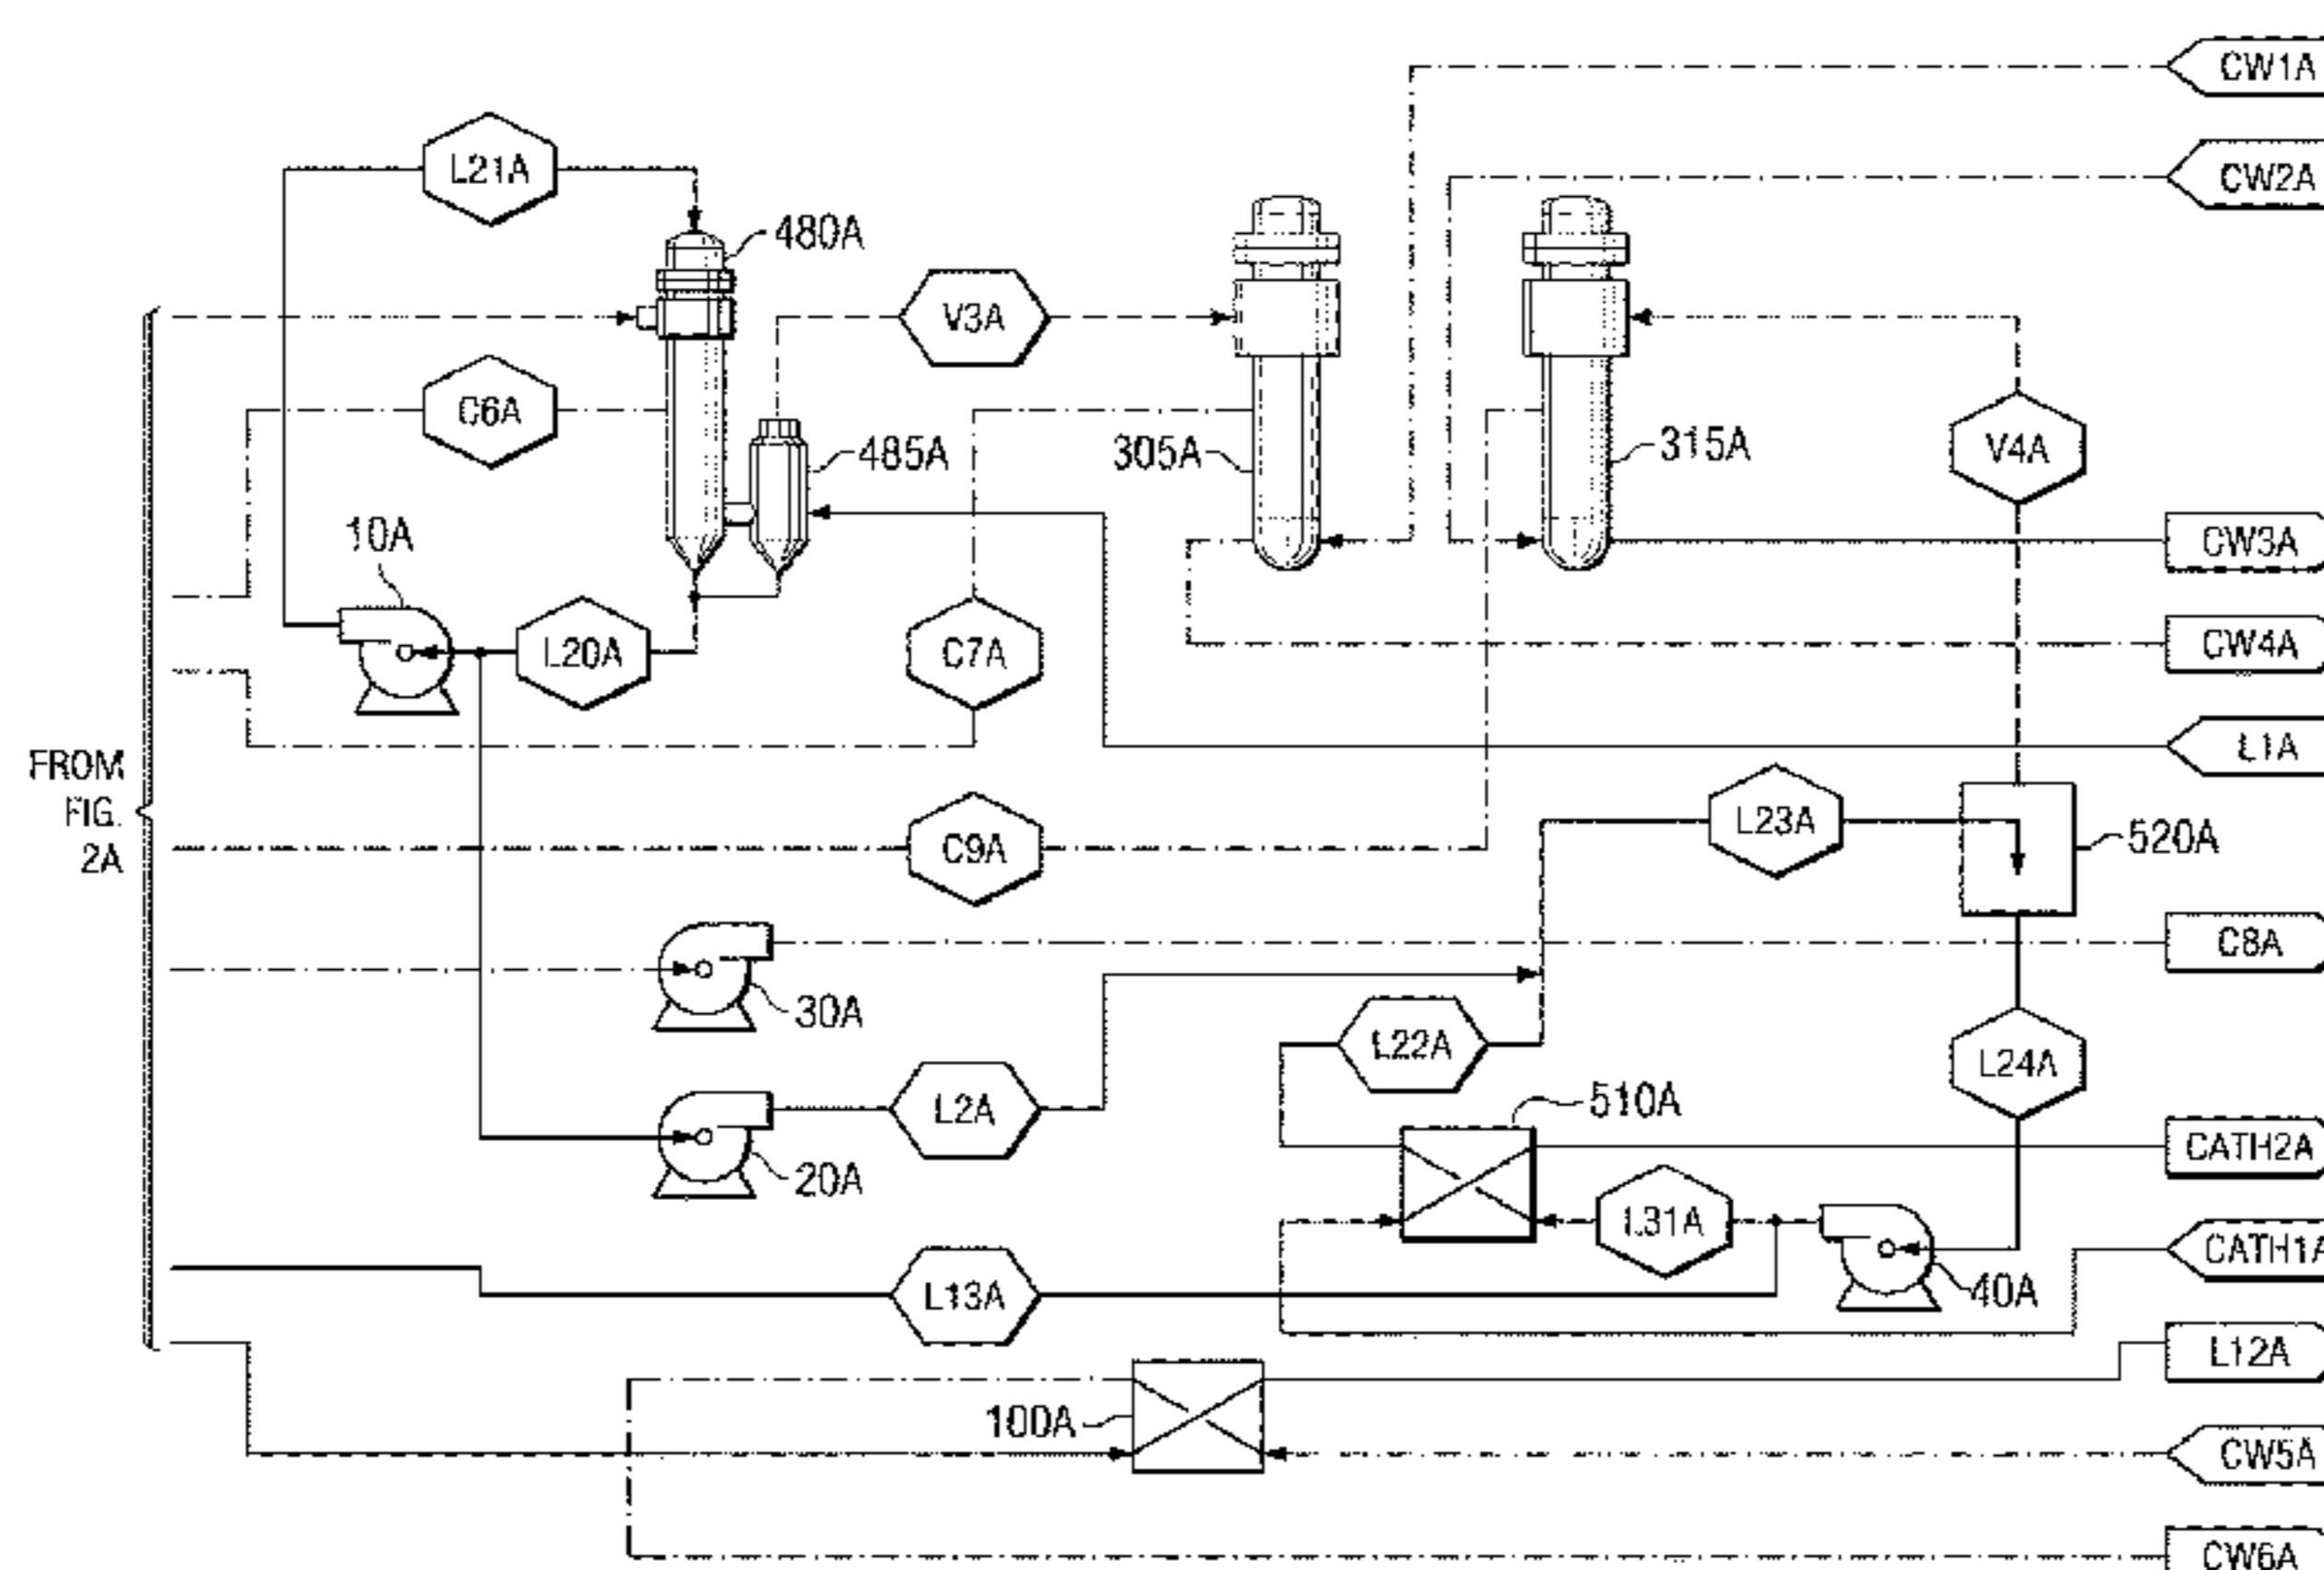 CW1A
L21A
CW2A
480A
V3A
C6A
485A
305A
315A
V4A
10A
CW3A
L20A
C7A
CW4A
L1A
FROM
FIG.
2A
L23A
520A
C9A
C8A
30A
L22A
L24A
L2A
510A
CATH2A
20A
L31A
CATH1A
L13A
40A
L12A
100A
CW5A
CW6A